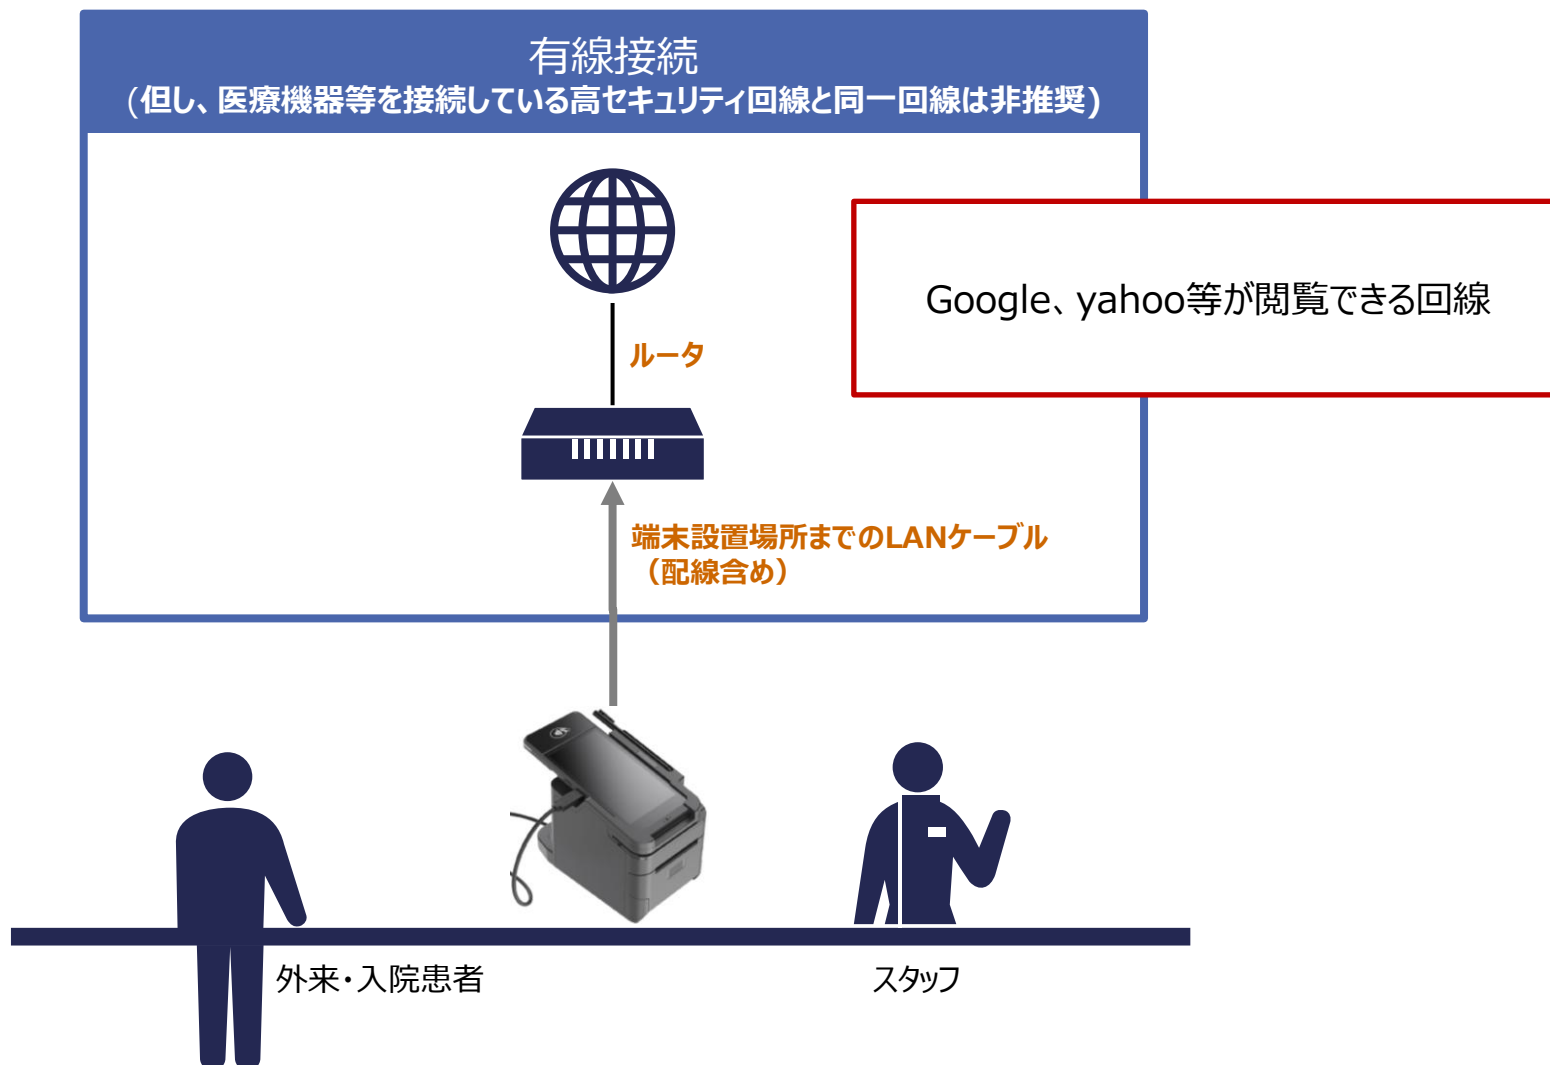 有線接続
(但し、医療機器等を接続している高セキュリティ回線と同一回線は非推奨)
Google、yahoo等が閲覧できる回線
ルータ
端末設置場所までのLANケーブル
（配線含め）
外来・入院患者
スタッフ